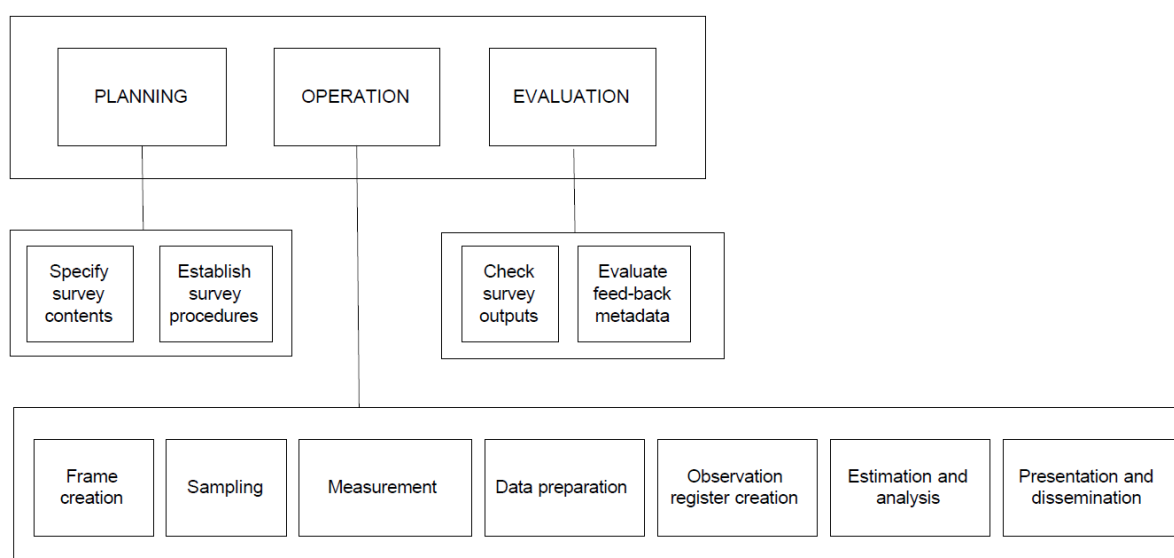 PLANNING
OPERATION
EVALUATION
Specify
survey
contents
Establish
survey
procedures
Check
survey
outputs
Evaluate
feed-back
metadata
Frame
creation
Sampling
Measurement
Data preparation
Observation
register creation
Estimation and
analysis
Presentation and
dissemination